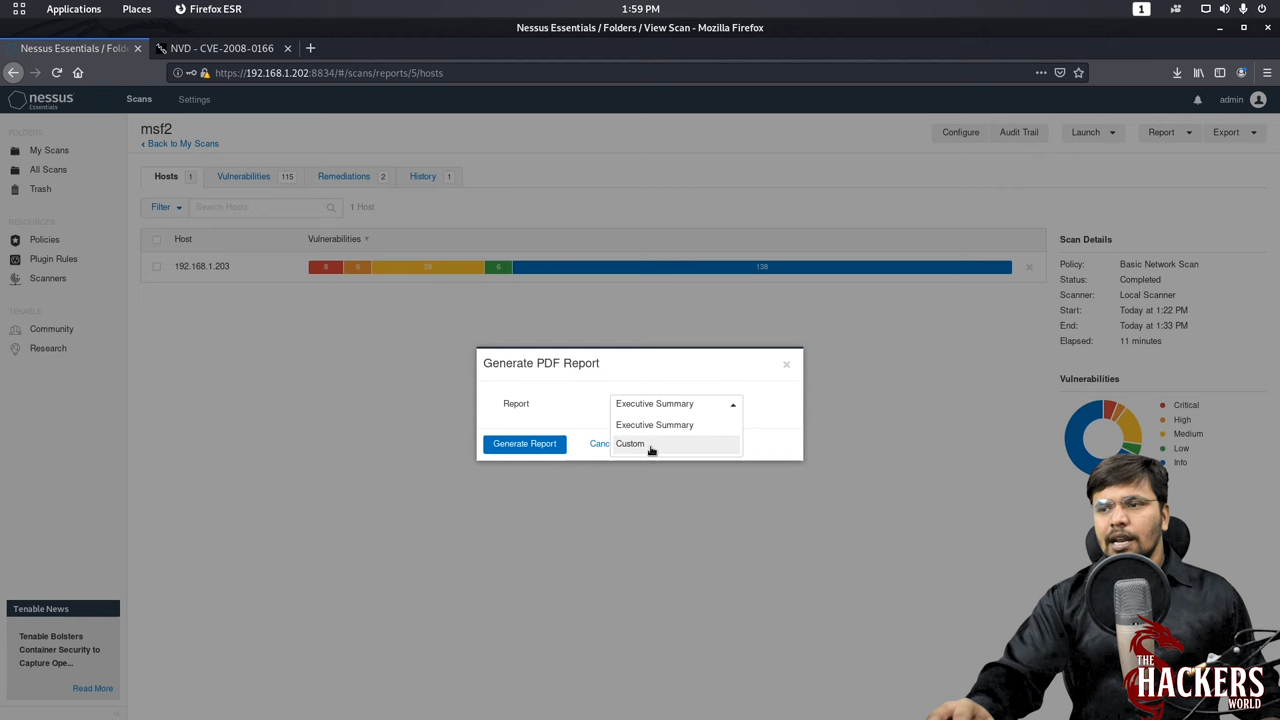 Applications Places Firefox ESR 1:59 PM 1
Nessus Essentials / Folders / View Scan - Mozilla Firefox
Nessus Essentials / Fold NVD - CVE-2008-0166
https://192.168.1.202:8834/#/scans/reports/5/hosts
nessus Essentials Scans Settings admin
FOLDERS
My Scans
All Scans
Trash
RESOURCES
Policies
Plugin Rules
Scanners
TENABLE
Community
Research
Tenable News
Tenable Bolsters
Container Security to
Capture Ope...
Read More
msf2
Back to My Scans
Configure Audit Trail Launch Report Export
Hosts 1 Vulnerabilities 115 Remediations 2 History 1
Filter Search Hosts 1 Host
Host Vulnerabilities
192.168.1.203 8 6 28 6 138
Generate PDF Report
Report Executive Summary
Executive Summary
Custom
Generate Report Canc
Scan Details
Policy: Basic Network Scan
Status: Completed
Scanner: Local Scanner
Start: Today at 1:22 PM
End: Today at 1:33 PM
Elapsed: 11 minutes
Vulnerabilities
Critical
High
Medium
Low
Info
THE
HACKERS
WORLD